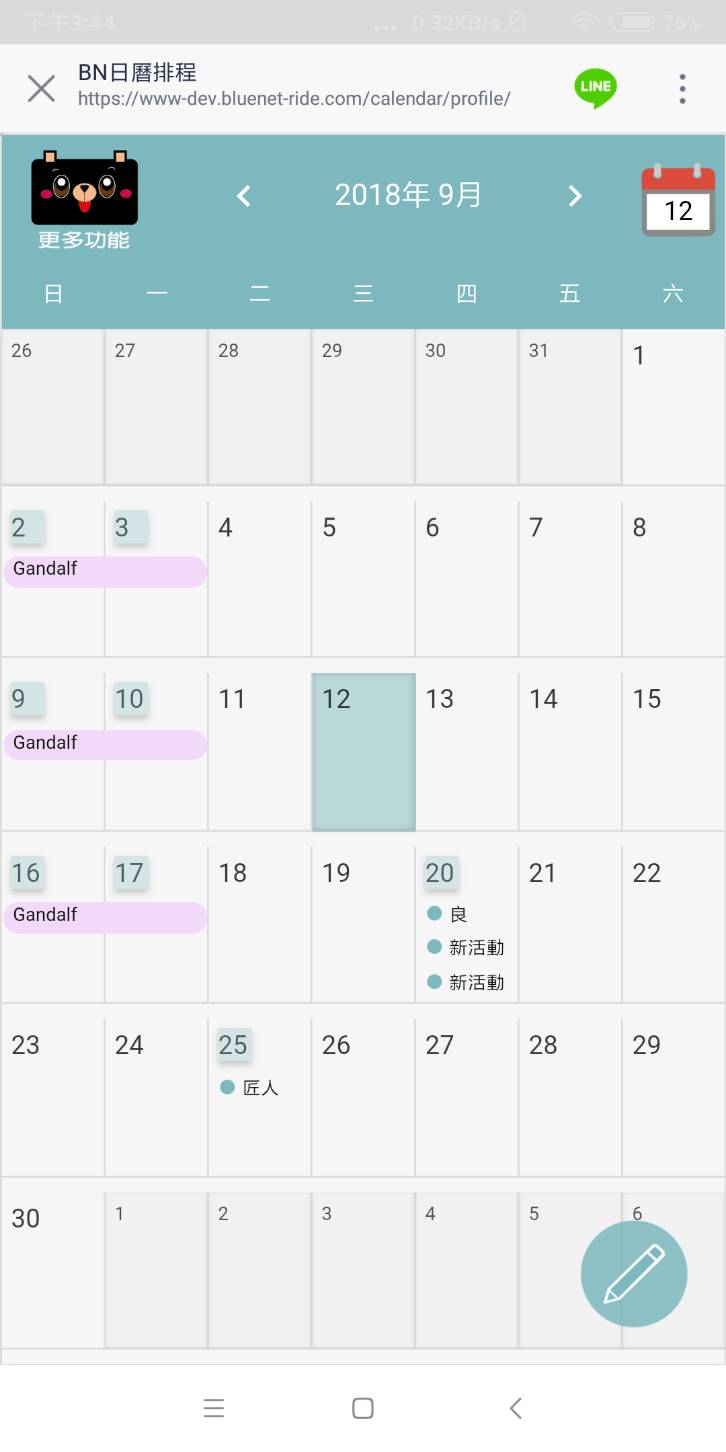 下午3:44 ... 0.32KB/s 76%
BN日曆排程
https://www-dev.bluenet-ride.com/calendar/profile/
LINE
更多功能
2018年 9月
12
日 一 二 三 四 五 六
26 27 28 29 30 31 1
2 3 4 5 6 7 8
Gandalf
9 10 11 12 13 14 15
Gandalf
16 17 18 19 20 21 22
Gandalf
良
新活動
新活動
23 24 25 26 27 28 29
匠人
30 1 2 3 4 5 6